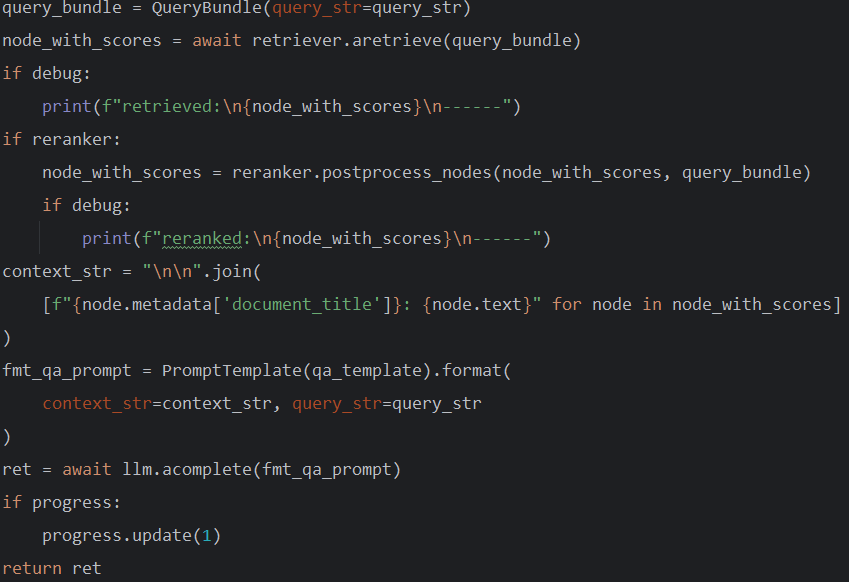 query_bundle = QueryBundle(query_str=query_str)
node_with_scores = await retriever.aretrieve(query_bundle)
if debug:
    print(f"retrieved:\n{node_with_scores}\n------")
if reranker:
    node_with_scores = reranker.postprocess_nodes(node_with_scores, query_bundle)
    if debug:
        print(f"reranked:\n{node_with_scores}\n------")
context_str = "\n\n".join(
    [f"{node.metadata['document_title']}: {node.text}" for node in node_with_scores]
)
fmt_qa_prompt = PromptTemplate(qa_template).format(
    context_str=context_str, query_str=query_str
)
ret = await llm.acomplete(fmt_qa_prompt)
if progress:
    progress.update(1)
return ret